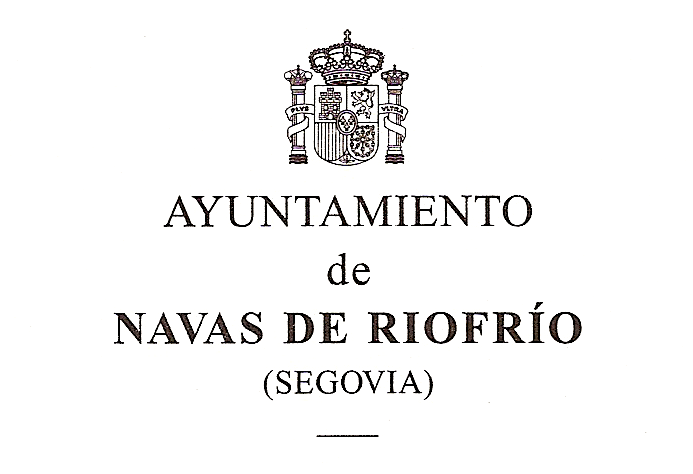 PLVS VLTRA
AYUNTAMIENTO
de
NAVAS DE RIOFRÍO
(SEGOVIA)